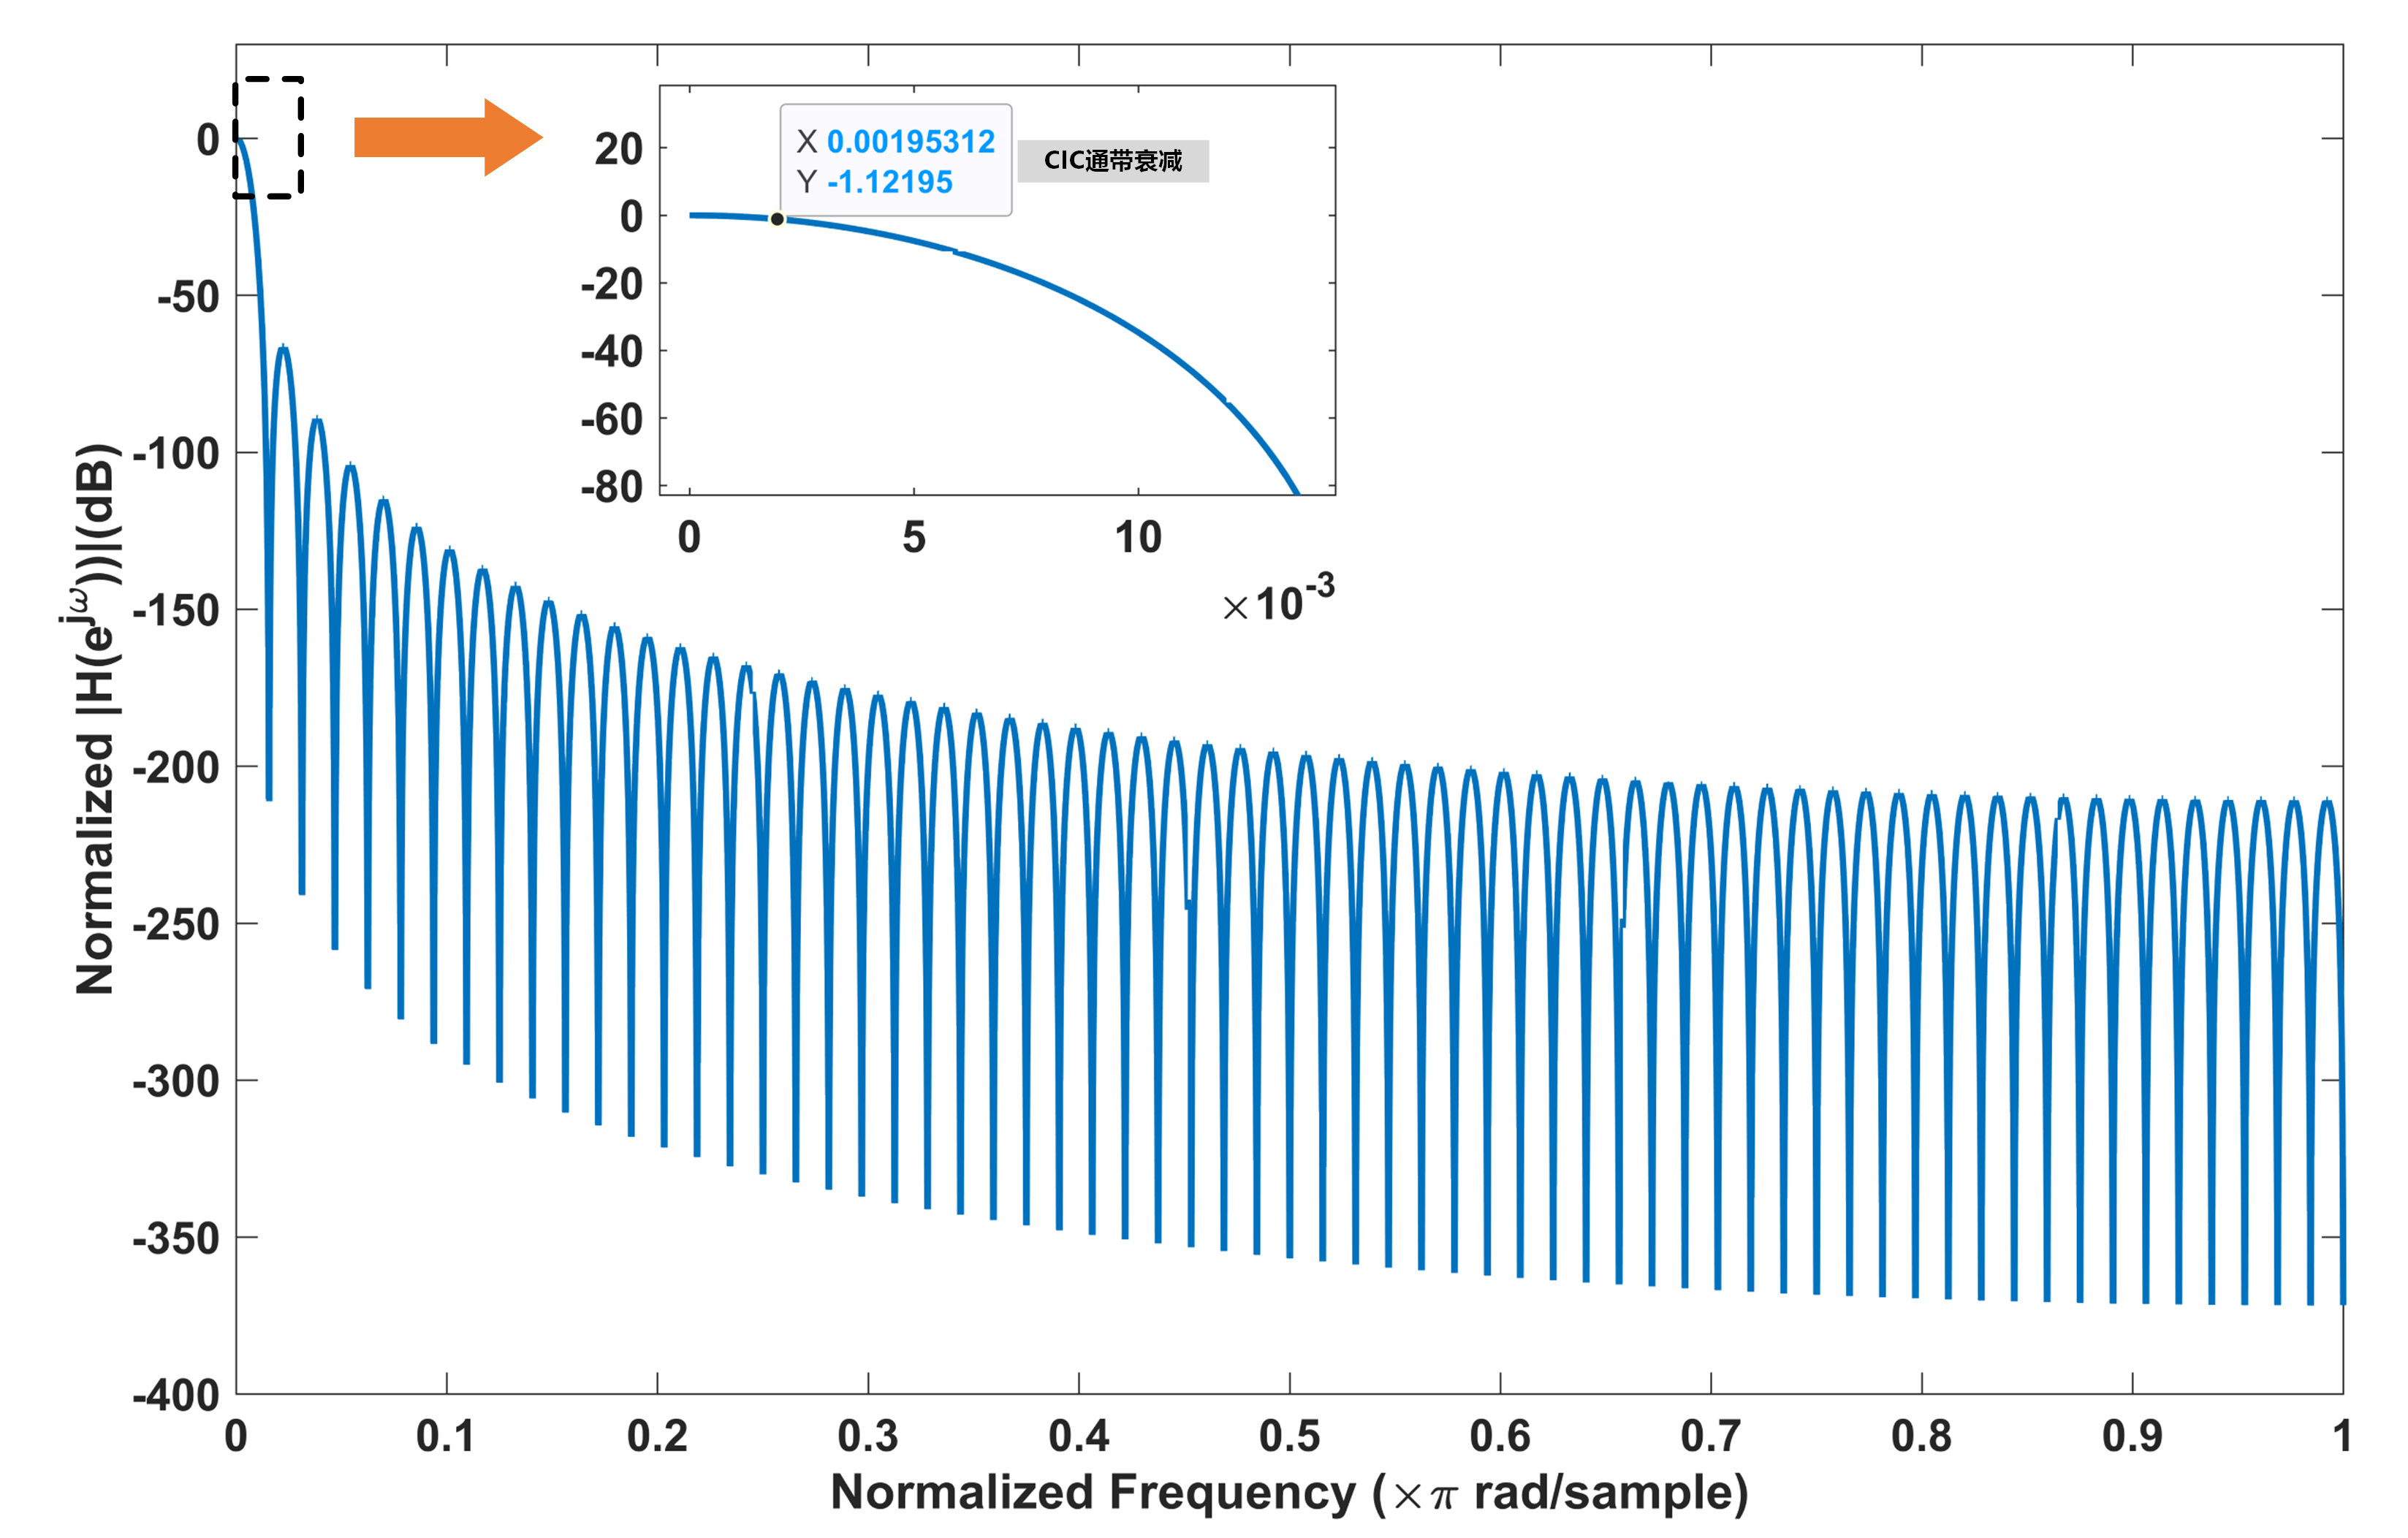 X 0.00195312
Y -1.12195
CIC通带衰减
20
0
-20
-40
-60
-80
0 5 10
×10-3
0
-50
-100
-150
-200
-250
-300
-350
-400
Normalized |H(ejω))|(dB)
0 0.1 0.2 0.3 0.4 0.5 0.6 0.7 0.8 0.9 1
Normalized Frequency (×π rad/sample)